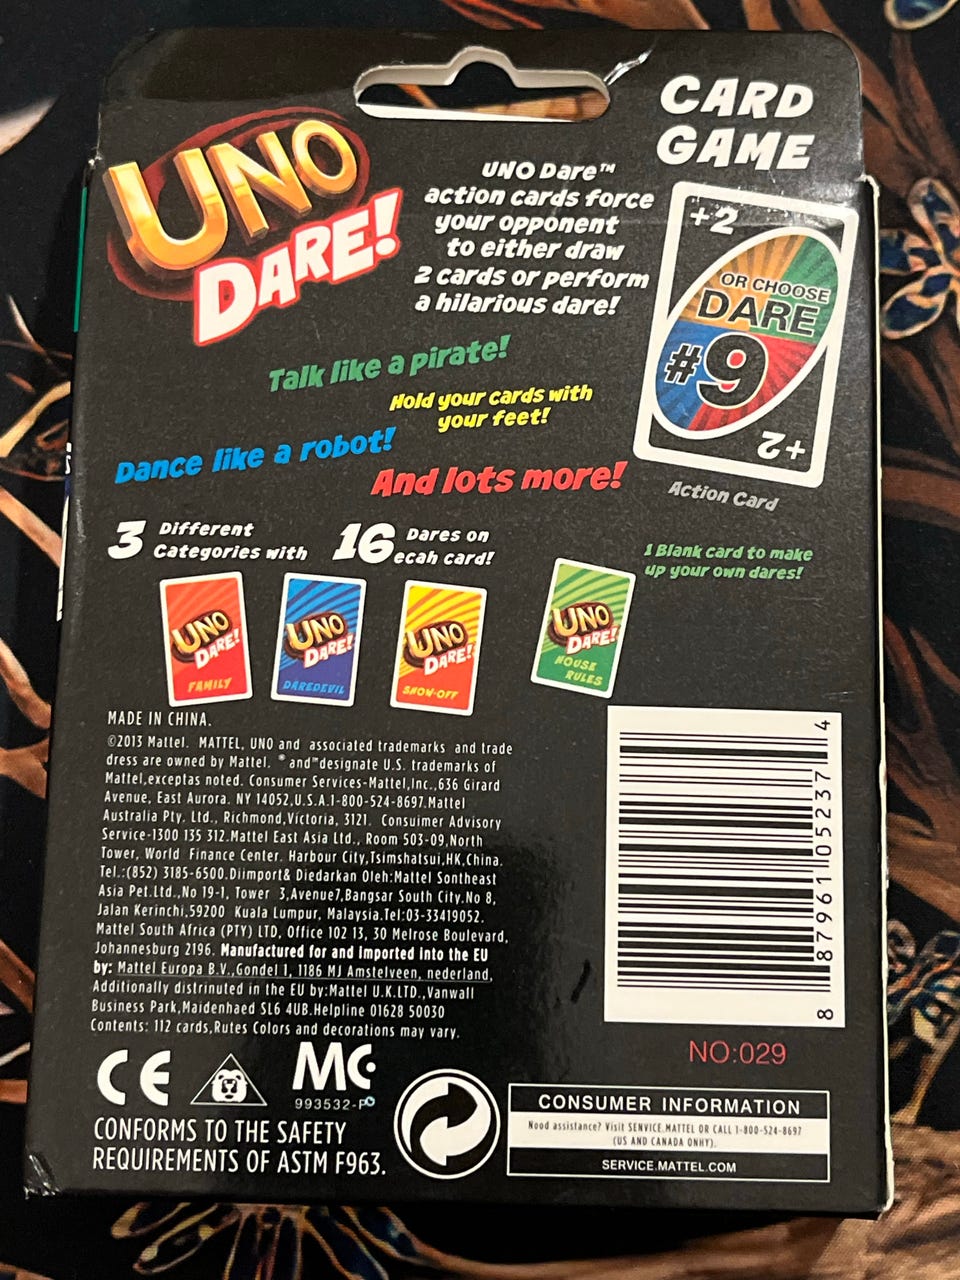 CARD
GAME
UNO
DARE!
UNO Dare™
action cards force
your opponent
to either draw
2 cards or perform
a hilarious dare!
+2
OR CHOOSE
DARE
#9
+2
Action Card
Talk like a pirate!
Hold your cards with
your feet!
Dance like a robot!
And lots more!
3 Different
Categories with
16 Dares on
ecah card!
1 Blank card to make
up your own dares!
UNO
DARE!
FAMILY
UNO
DARE!
DAREDEVIL
UNO
DARE!
SHOW-OFF
UNO
DARE!
HOUSE
RULES
MADE IN CHINA.
©2013 Mattel. MATTEL, UNO and associated trademarks and trade
dress are owned by Mattel. ® and™designate U.S. trademarks of
Mattel,exceptas noted. Consumer Services-Mattel,Inc.,636 Girard
Avenue, East Aurora. NY 14052,U.S.A.1-800-524-8697.Mattel
Australia Pty. Ltd., Richmond,Victoria, 3121. Consuimer Advisory
Service-1300 135 312.Mattel East Asia Ltd., Room 503-09,North
Tower, World Finance Center. Harbour City,Tsimshatsui,HK,China.
Tel.:(852) 3185-6500.Diimport& Diedarkan Oleh:Mattel Sontheast
Asia Pet.Ltd.,No 19-1, Tower 3,Avenue7,Bangsar South City.No 8,
Jalan Kerinchi,59200 Kuala Lumpur, Malaysia.Tel:03-33419052.
Mattel South Africa (PTY) LTD, Office 102 13, 30 Melrose Boulevard,
Johannesburg 2196. Manufactured for and imported into the EU
by: Mattel Europa B.V.,Gondel 1, 1186 MJ Amstelveen, nederland,
Additionally distrinuted in the EU by:Mattel U.K.LTD.,Vanwall
Business Park,Maidenhaed SL6 4UB.Helpline 01628 50030
Contents: 112 cards,Rutes Colors and decorations may vary.
8 87961 05237 4
NO:029
CE
MC
993532-P
CONFORMS TO THE SAFETY
REQUIREMENTS OF ASTM F963.
CONSUMER INFORMATION
Nood assistance? Visit SENVICE.MATTEL OR CALL 1-800-524-8697
(US AND CANADA ONHY).
SERVICE.MATTEL.COM